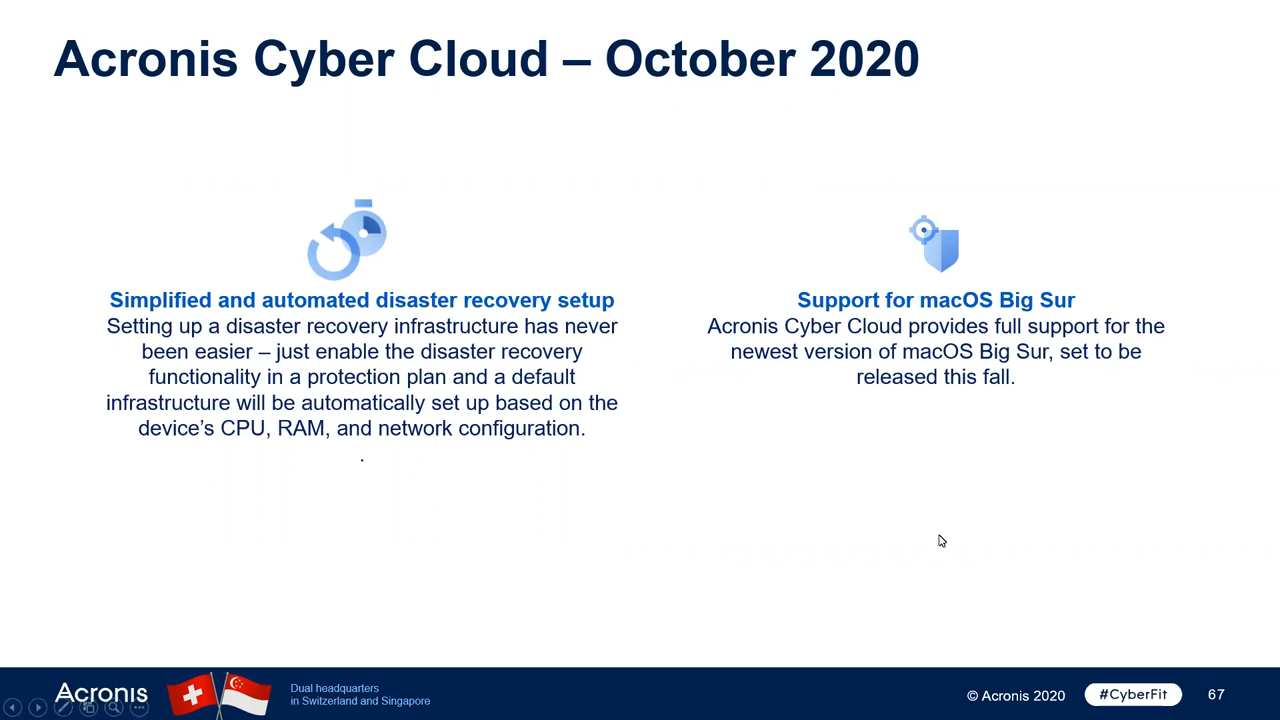 Acronis Cyber Cloud – October 2020
Simplified and automated disaster recovery setup
Setting up a disaster recovery infrastructure has never
been easier – just enable the disaster recovery
functionality in a protection plan and a default
infrastructure will be automatically set up based on the
device’s CPU, RAM, and network configuration.
.
Support for macOS Big Sur
Acronis Cyber Cloud provides full support for the
newest version of macOS Big Sur, set to be
released this fall.
Acronis
Dual headquarters
in Switzerland and Singapore
© Acronis 2020
#CyberFit
67